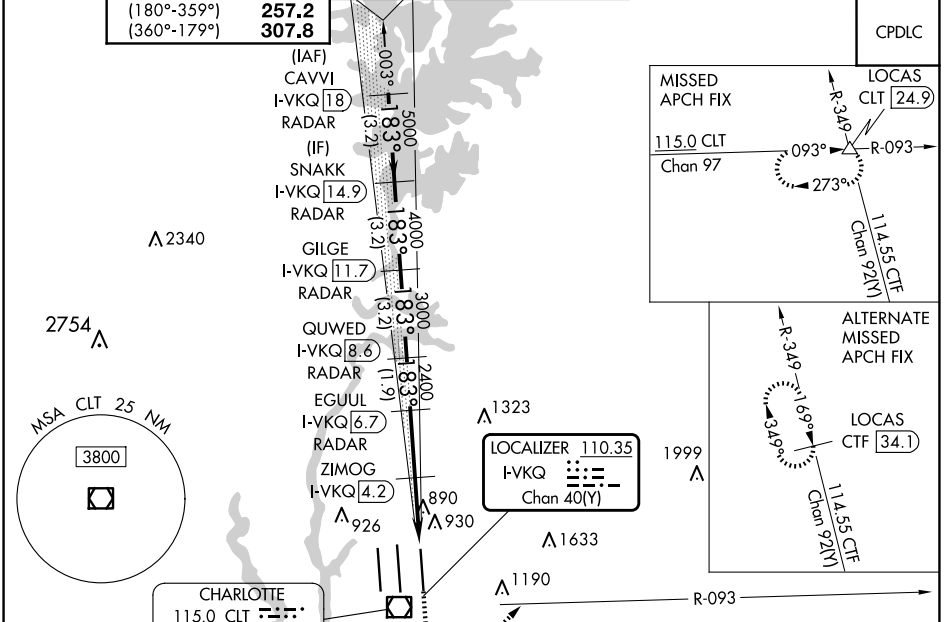 (180°-359°) 257.2
(360°-179°) 307.8
CPDLC
(IAF)
CAVVI
I-VKQ 18
RADAR
(IF)
SNAKK
I-VKQ 14.9
RADAR
GILGE
I-VKQ 11.7
RADAR
QUWED
I-VKQ 8.6
RADAR
EGUUL
I-VKQ 6.7
RADAR
ZIMOG
I-VKQ 4.2
003°
183°
5000
(3.2)
183°
4000
(3.2)
183°
3000
(3.2)
183°
2400
(1.9)
2340
2754
1323
1999
890
930
926
1633
1190
MSA CLT 25 NM
3800
LOCALIZER 110.35
I-VKQ
Chan 40(Y)
CHARLOTTE
115.0 CLT
R-093
MISSED
APCH FIX
LOCAS
CLT 24.9
R-349
115.0 CLT
Chan 97
093°
R-093
273°
114.55 CTF
Chan 92(Y)
ALTERNATE
MISSED
APCH FIX
R-349
169°
349°
LOCAS
CTF 34.1
114.55 CTF
Chan 92(Y)